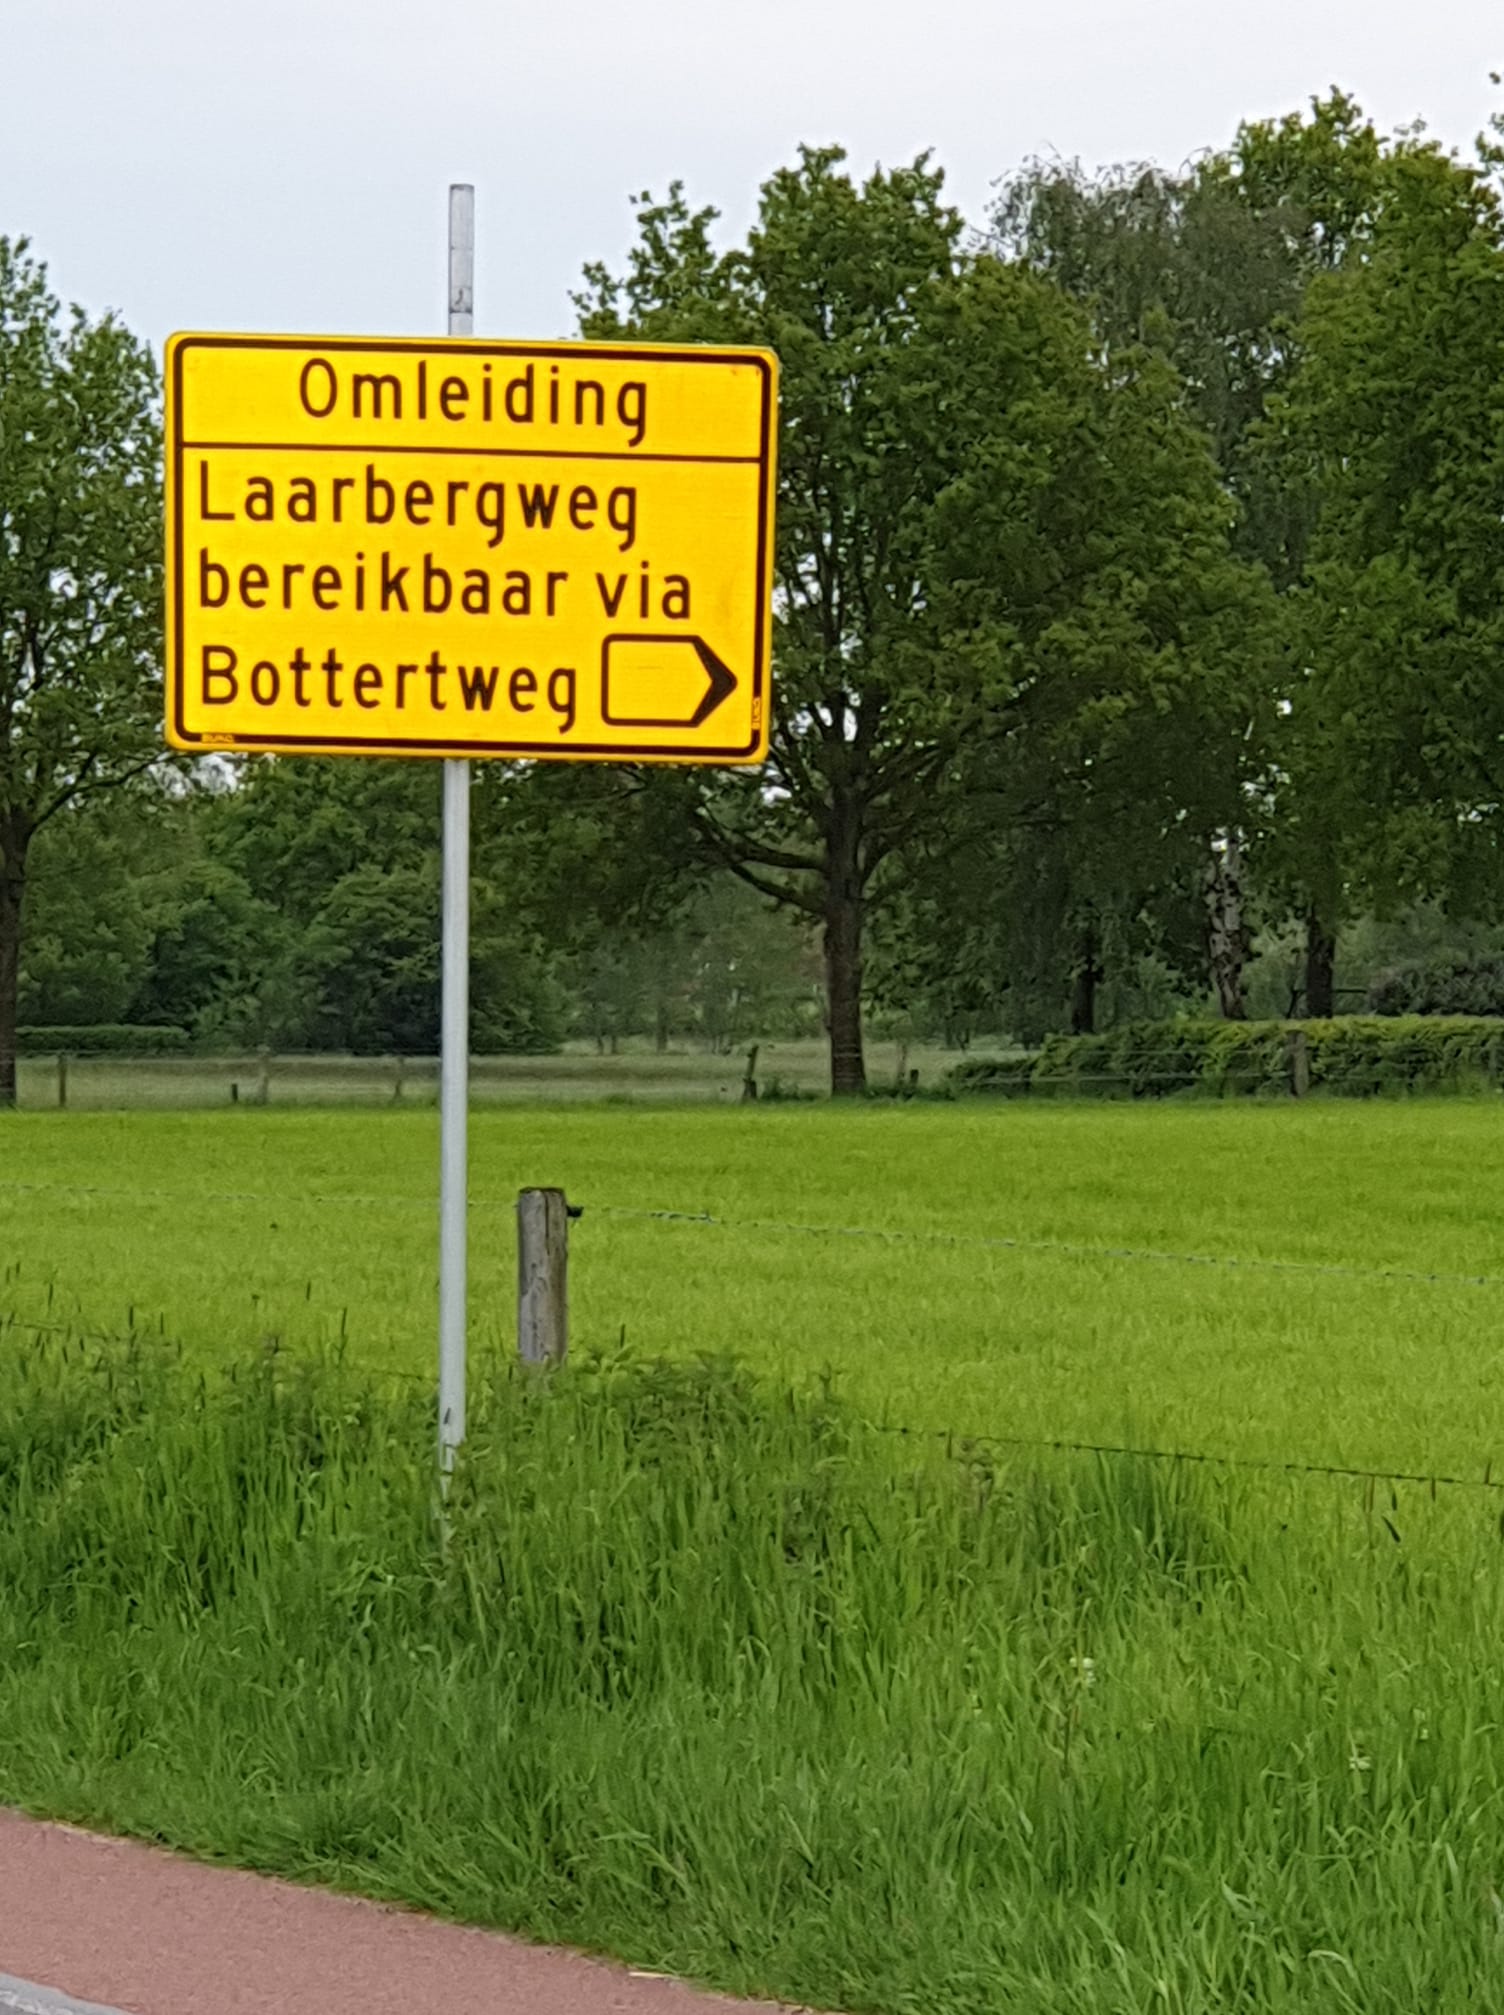 Omleiding
Laarbergweg
bereikbaar via
Bottertweg